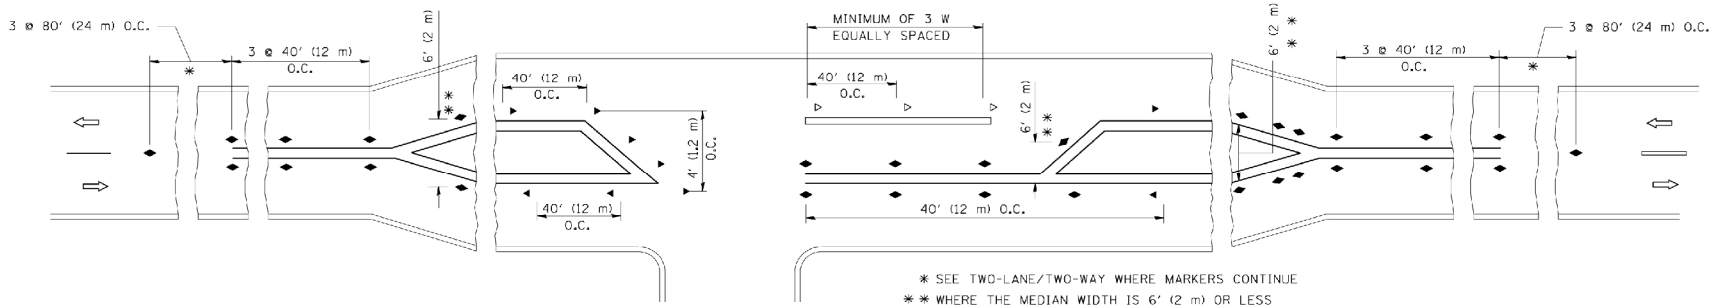 3 @ 80' (24 m) O.C.
3 @ 40' (12 m)
O.C.
*
6' (2 m)
* *
40' (12 m)
O.C.
40' (12 m)
O.C.
4' (1.2 m)
O.C.
MINIMUM OF 3 W
EQUALLY SPACED
40' (12 m)
O.C.
6' (2 m)
* *
40' (12 m) O.C.
6' (2 m)
* *
3 @ 40' (12 m)
O.C.
3 @ 80' (24 m) O.C.
*
* SEE TWO-LANE/TWO-WAY WHERE MARKERS CONTINUE
* * WHERE THE MEDIAN WIDTH IS 6' (2 m) OR LESS